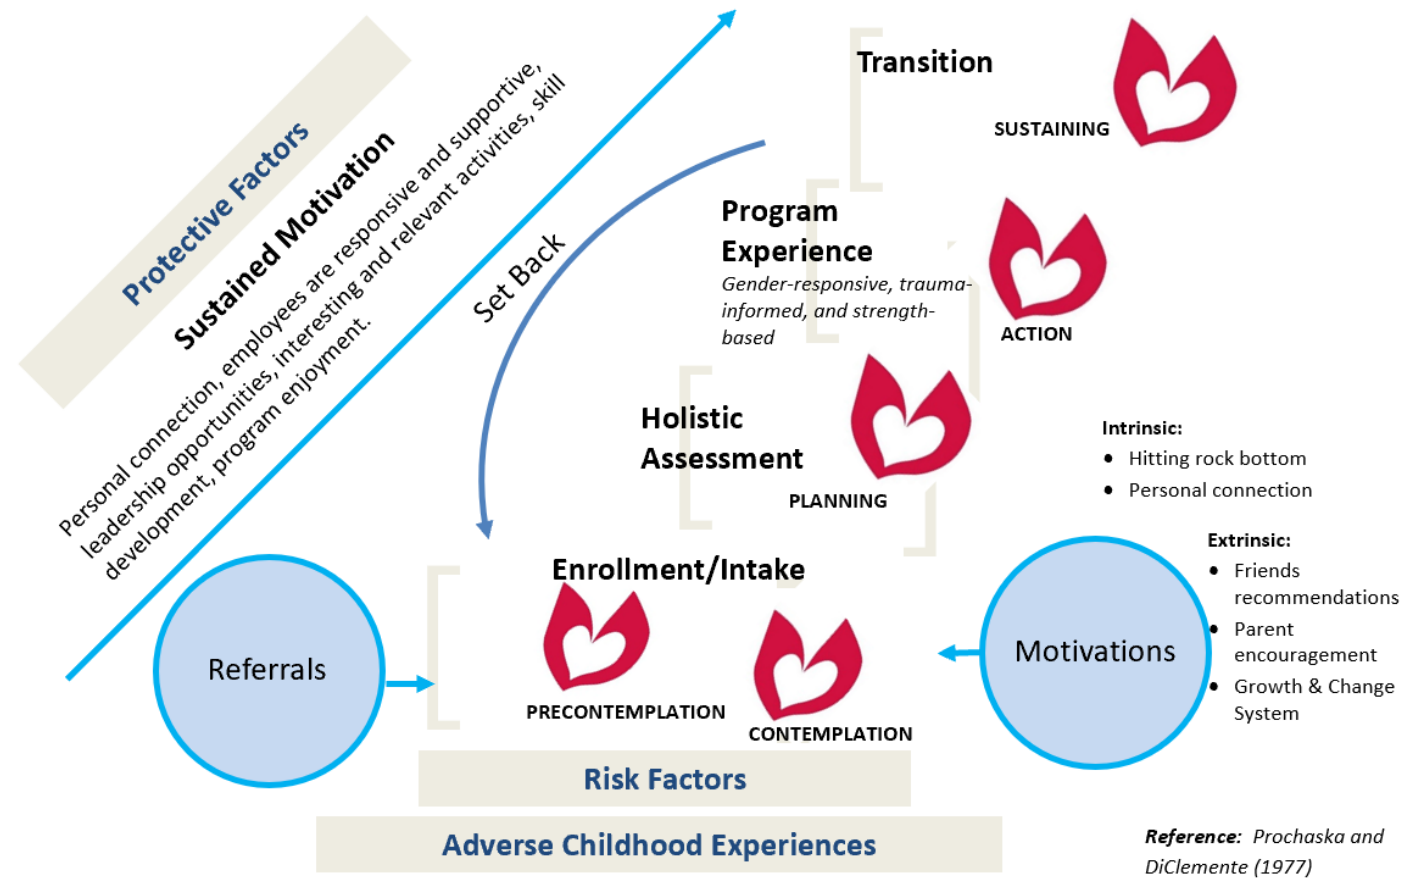 Protective Factors
Sustained Motivation
Personal connection, employees are responsive and supportive,
leadership opportunities, interesting and relevant activities, skill
development, program enjoyment.
Set Back
Transition
SUSTAINING
Program
Experience
Gender-responsive, trauma-
informed, and strength-
based
ACTION
Holistic
Assessment
PLANNING
Enrollment/Intake
PRECONTEMPLATION
CONTEMPLATION
Referrals
Motivations
Intrinsic:
● Hitting rock bottom
● Personal connection
Extrinsic:
● Friends
recommendations
● Parent
encouragement
● Growth & Change
System
Risk Factors
Adverse Childhood Experiences
Reference: Prochaska and
DiClemente (1977)